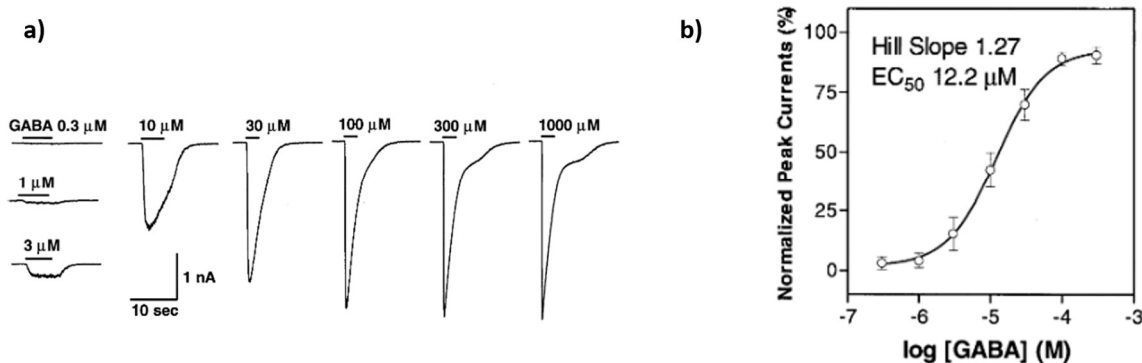 a)
GABA 0.3 μM
10 μM
30 μM
100 μM
300 μM
1000 μM
1 μM
3 μM
1 nA
10 sec
b)
Normalized Peak Currents (%)
100
75
50
25
0
Hill Slope 1.27
EC50 12.2 μM
-7
-6
-5
-4
-3
log [GABA] (M)